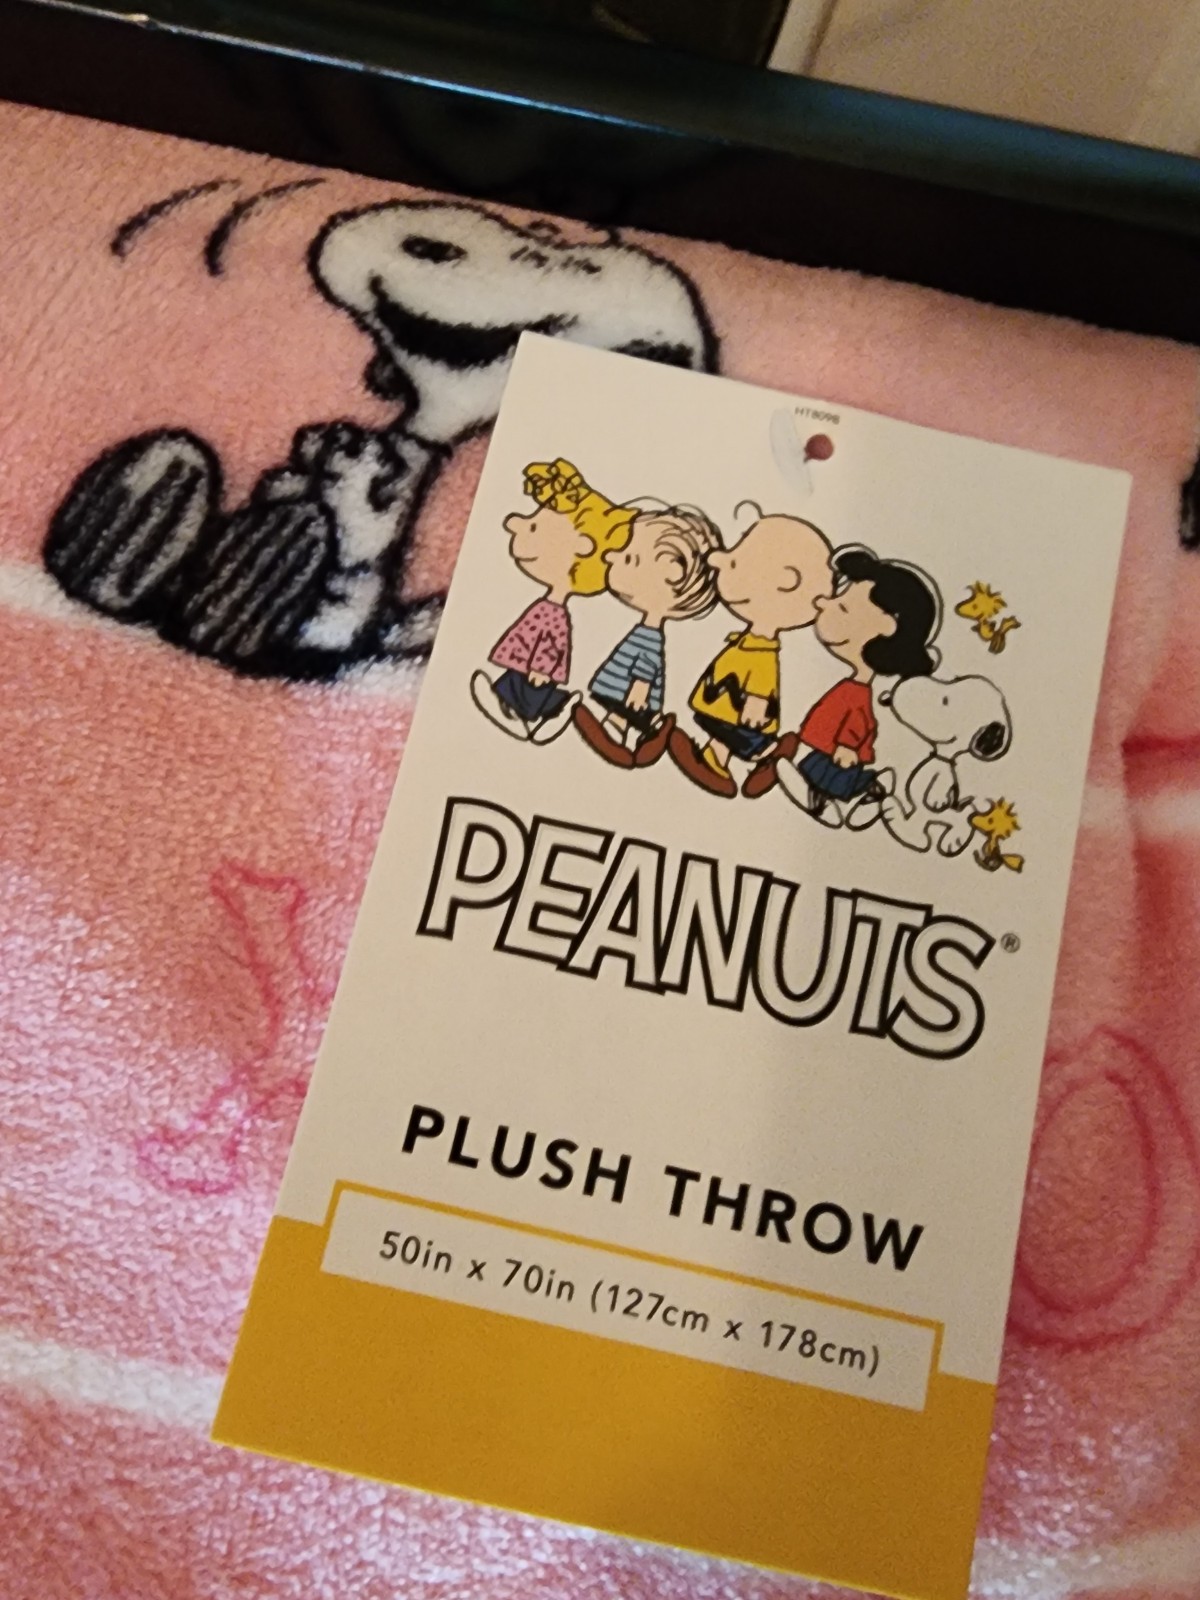 HT8098
PEANUTS®
PLUSH THROW
50in x 70in (127cm x 178cm)